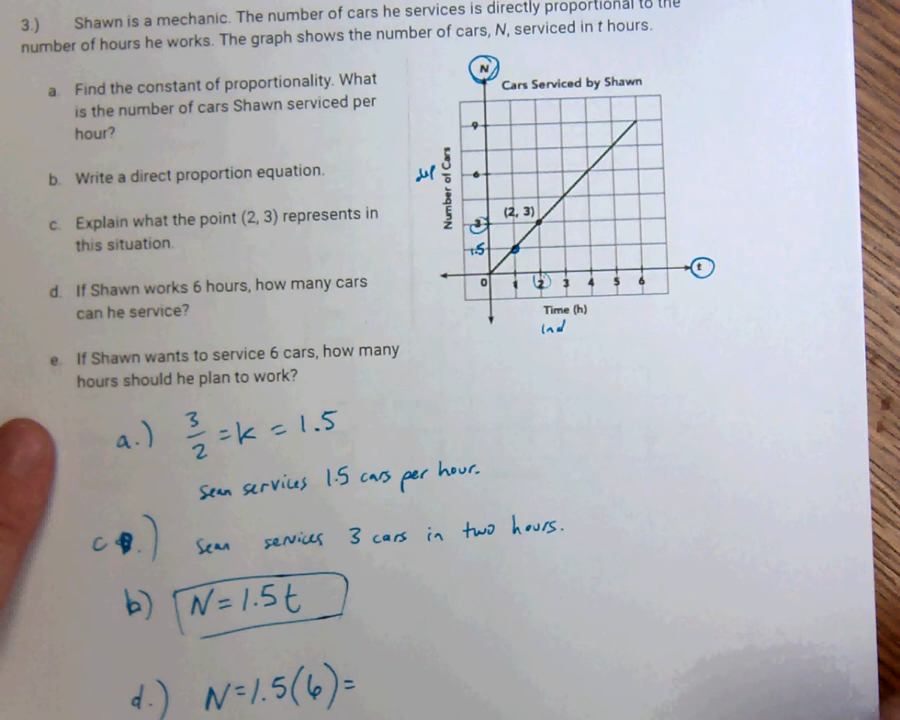 3.) Shawn is a mechanic. The number of cars he services is directly proportional to the
number of hours he works. The graph shows the number of cars, N, serviced in t hours.
a. Find the constant of proportionality. What
is the number of cars Shawn serviced per
hour?
b. Write a direct proportion equation.
c. Explain what the point (2, 3) represents in
this situation.
d. If Shawn works 6 hours, how many cars
can he service?
e. If Shawn wants to service 6 cars, how many
hours should he plan to work?
N
Cars Serviced by Shawn
Number of Cars
9
6
3
1.5
(2, 3)
0 1 2 3 4 5 6
t
Time (h)
Ind
a.) 3/2 = k = 1.5
Sean services 1.5 cars per hour.
c .) Sean services 3 cars in two hours.
b) N = 1.5t
d.) N=1.5(6)=